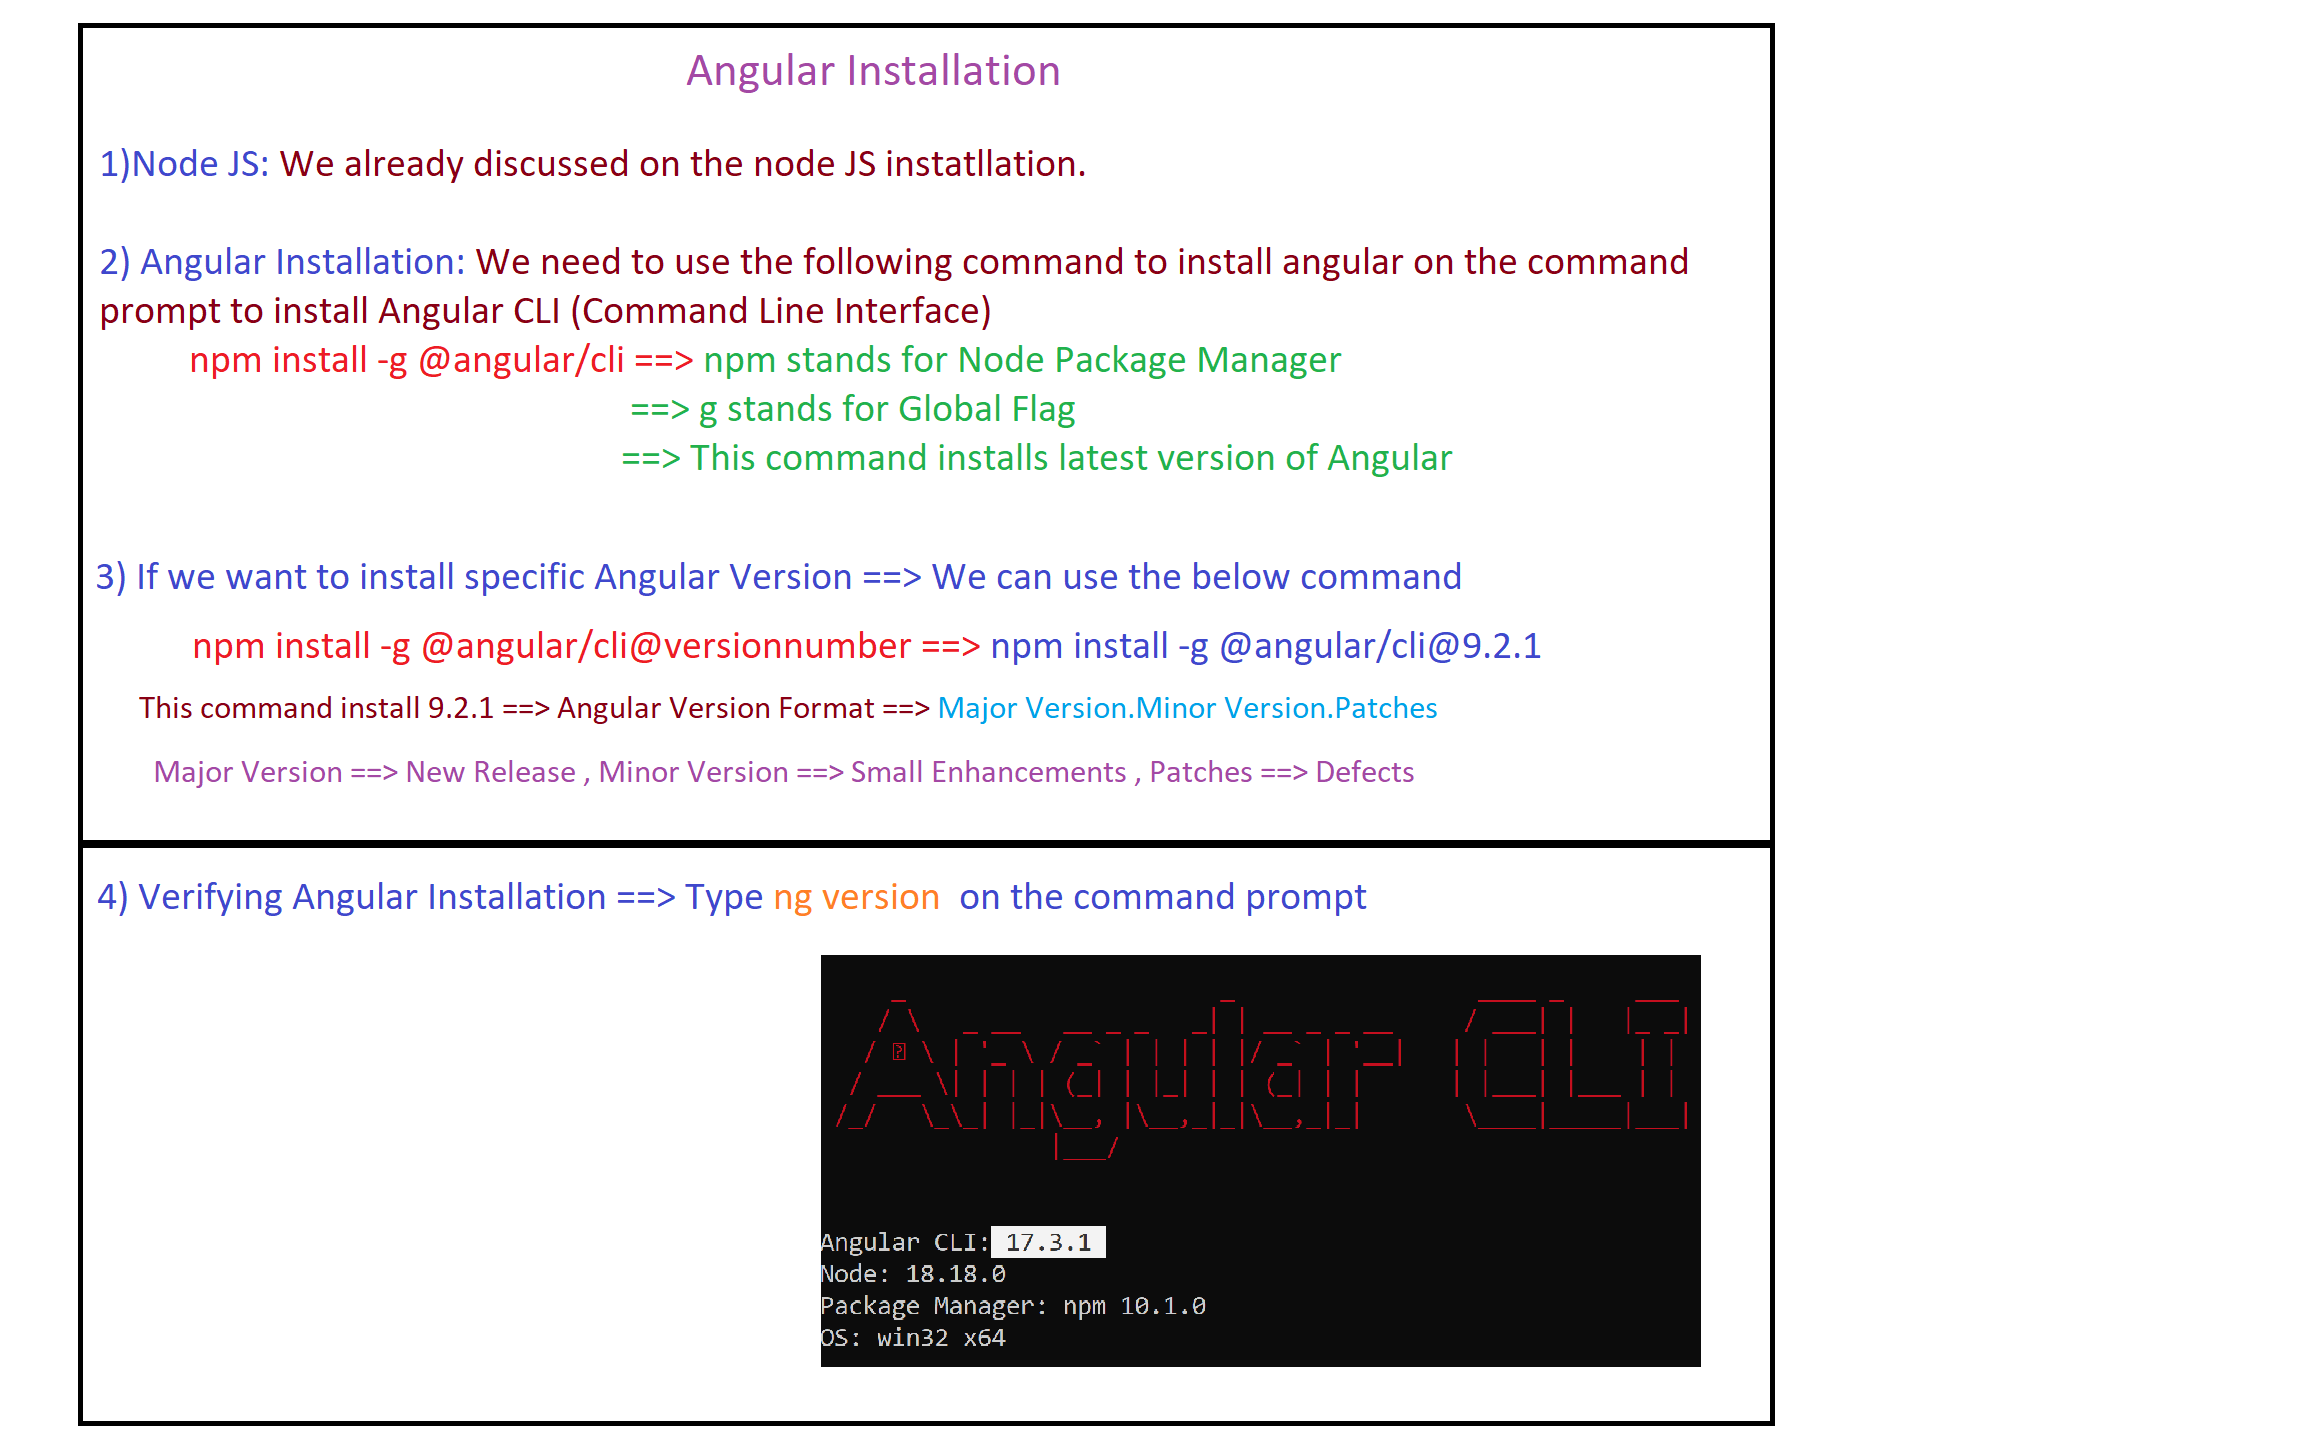 Angular Installation
1)Node JS: We already discussed on the node JS instatllation.
2) Angular Installation: We need to use the following command to install angular on the command
prompt to install Angular CLI (Command Line Interface)
npm install -g @angular/cli ==> npm stands for Node Package Manager
==> g stands for Global Flag
==> This command installs latest version of Angular
3) If we want to install specific Angular Version ==> We can use the below command
npm install -g @angular/cli@versionnumber ==> npm install -g @angular/cli@9.2.1
This command install 9.2.1 ==> Angular Version Format ==> Major Version.Minor Version.Patches
Major Version ==> New Release , Minor Version ==> Small Enhancements , Patches ==> Defects
4) Verifying Angular Installation ==> Type ng version on the command prompt
Angular CLI
Angular CLI: 17.3.1
Node: 18.18.0
Package Manager: npm 10.1.0
OS: win32 x64